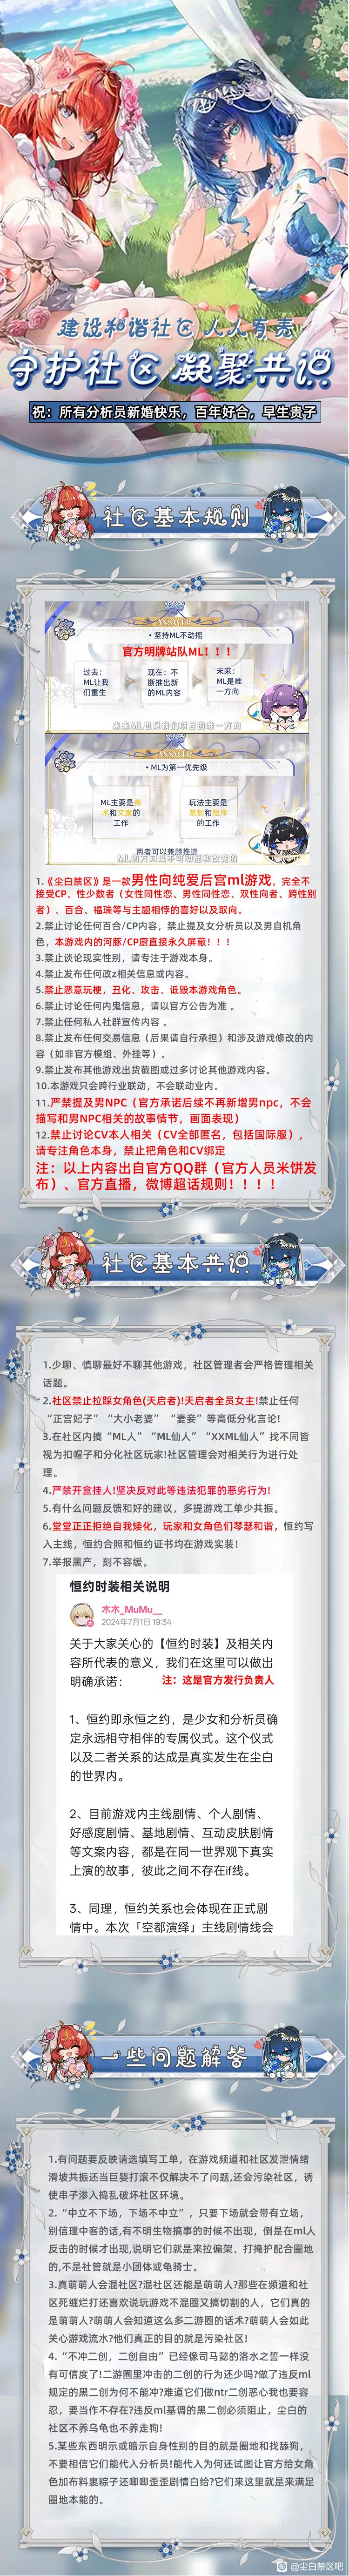 建设和谐社区 人人有责
守护社区 凝聚共识
祝：所有分析员新婚快乐，百年好合，早生贵子
社区基本规则
ANSWER
• 坚持ML不动摇
官方明牌站队ML！！！
过去：
ML让我
们重生
现在：不
断推出新
的ML内容
未来：
ML是唯
一方向
未来ML也是我们项目的唯一方向
ANSWER
• ML为第一优先级
ML主要是美
术和文案的
工作
玩法主要是
策划和程序
的工作
两者可以兼顾推进
ML的方向是不可动摇和改变的
1.《尘白禁区》是一款男性向纯爱后宫ml游戏，完全不
接受CP、性少数者（女性同性恋、男性同性恋、双性向者、跨性别
者）、百合、福瑞等与主题相悖的喜好以及取向。
2.禁止讨论任何百合/CP内容，禁止提及女分析员以及男自机角
色，本游戏内的河豚/CP厨直接永久屏蔽！！！
3.禁止谈论现实性别，请专注于游戏本身。
4.禁止发布任何政z相关信息或内容。
5.禁止恶意玩梗，丑化、攻击、诋毁本游戏角色。
6.禁止讨论任何内鬼信息，请以官方公告为准 。
7.禁止任何私人社群宣传内容 。
8.禁止发布任何交易信息（后果请自行承担）和涉及游戏修改的内
容（如非官方模组、外挂等）。
9.禁止发布其他游戏出货截图或过多讨论其他游戏内容。
10.本游戏只会跨行业联动，不会联动业内。
11.严禁提及男NPC（官方承诺后续不再新增男npc，不会
描写和男NPC相关的故事情节，画面表现）
12.禁止讨论CV本人相关（CV全部匿名，包括国际服），
请专注角色本身，禁止把角色和CV绑定
注：以上内容出自官方QQ群（官方人员米饼发
布）、官方直播，微博超话规则！！！！
社区基本共识
1.少聊、慎聊最好不聊其他游戏，社区管理者会严格管理相关
话题。
2.社区禁止拉踩女角色(天启者)!天启者全员女主!禁止任何
“正宫妃子” “大小老婆” “妻妾” 等高低分化言论!
3.在社区内搞“ML人” “ML仙人” “XXML仙人” 找不同皆
视为扣帽子和分化社区玩家!社区管理会对相关行为进行处
理。
4.严禁开盒挂人!坚决反对此等违法犯罪的恶劣行为!
5.有什么问题反馈和好的建议，多提游戏工单少共振。
6.堂堂正正拒绝自我矮化，玩家和女角色们琴瑟和谐，恒约写
入主线，恒约合照和恒约证书均在游戏实装!
7.举报黑产，刻不容缓。
恒约时装相关说明
木木_MuMu__
2024年7月1日 19:34
关于大家关心的【恒约时装】及相关内
容所代表的意义，我们在这里可以做出
明确承诺：
注：这是官方发行负责人
1、恒约即永恒之约，是少女和分析员确
定永远相守相伴的专属仪式。这个仪式
以及二者关系的达成是真实发生在尘白
的世界内。
2、目前游戏内主线剧情、个人剧情、
好感度剧情、基地剧情、互动皮肤剧情
等文案内容，都是在同一世界观下真实
上演的故事，彼此之间不存在if线。
3、同理，恒约关系也会体现在正式剧
情中。本次「空都演绎」主线剧情线会
一些问题解答
1.有问题要反映请选填写工单，在游戏频道和社区发泄情绪
滑坡共振还当巨婴打滚不仅解决不了问题,还会污染社区，诱
使串子渗入捣乱破坏社区环境。
2. “中立不下场，下场不中立” ，只要下场就会带有立场，
别信理中客的话,有不明生物搞事的时候不出现，倒是在ml人
反击的时候才出现,说明它们就是来拉偏架、打掩护配合圈地
的,不是社管就是小团体或龟骑士。
3.真萌萌人会混社区?混社区还能是萌萌人?那些在频道和社
区死缠烂打还喜欢说玩游戏不混圈又搞切割的人，它们真的
是萌萌人?萌萌人会知道这么多二游圈的话术?萌萌人会如此
关心游戏流水?他们真正的目的就是污染社区!
4. “不冲二创，二创自由” 已经像司马懿的洛水之誓一样没
有可信度了!二游圈里冲击的二创的行为还少吗?做了违反ml
规定的黑二创为何不能冲?难道它们做ntr二创恶心我也要容
忍，要当作不存在?违反ml基调的黑二创必须阻止，尘白的
社区不养乌龟也不养走狗!
5.某些东西明示或暗示自身性别的目的就是圈地和找舔狗，
不要相信它们能代入分析员!能代入为何还试图让官方给女角
色加布料裹粽子还唧唧歪歪剧情白给?它们来这里就是来满足
圈地本能的。
@尘白禁区吧